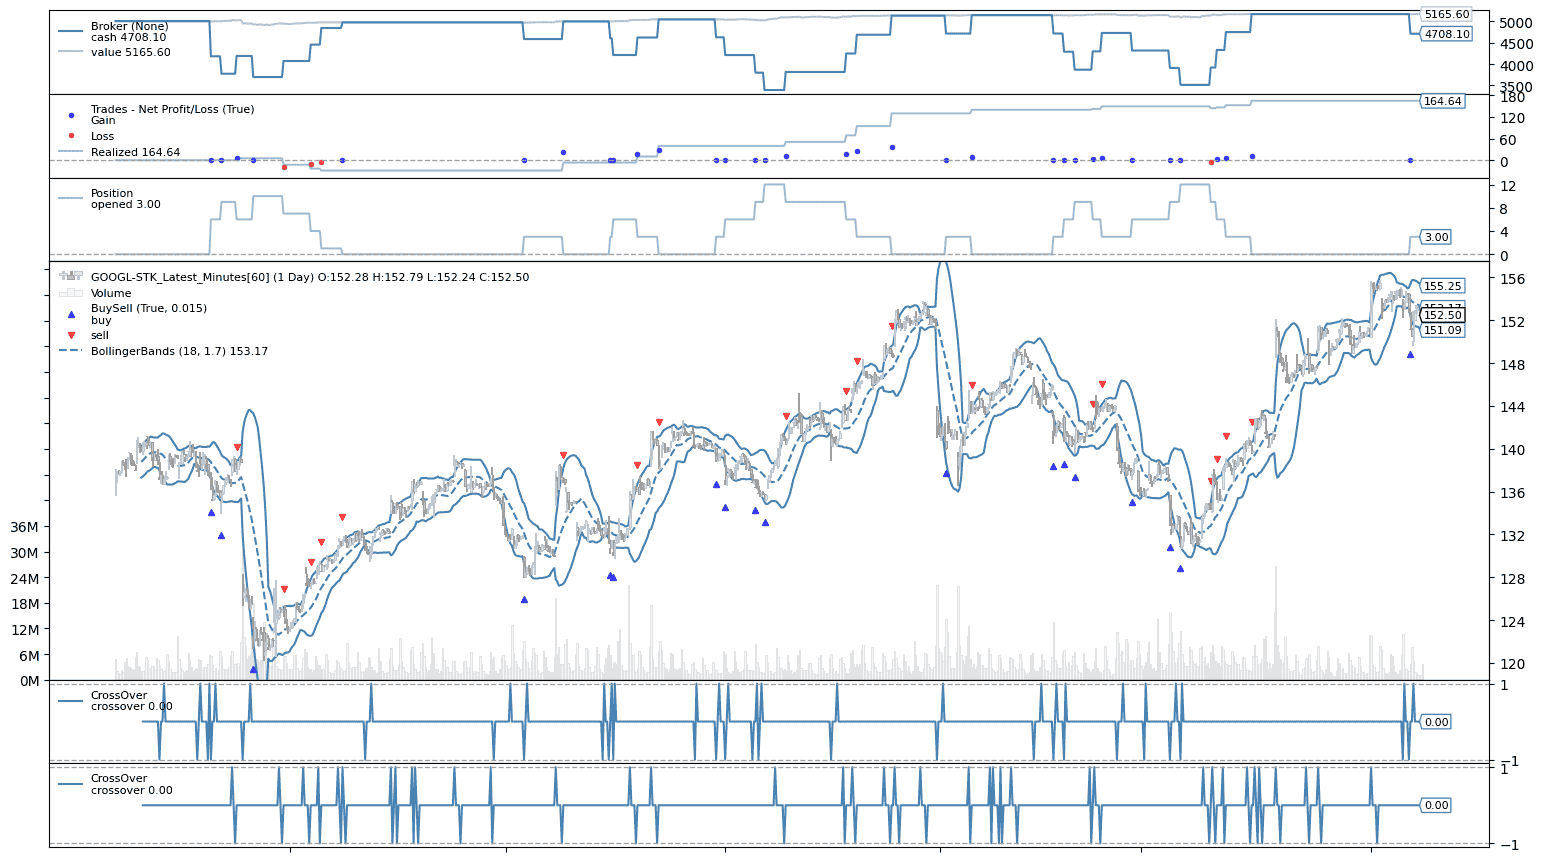 Broker (None)
cash 4708.10
value 5165.60
5165.60
5000
4708.10
4500
4000
3500
Trades - Net Profit/Loss (True)
Gain
Loss
Realized 164.64
180
164.64
120
60
0
Position
opened 3.00
12
8
4
3.00
0
GOOGL-STK_Latest_Minutes[60] (1 Day) O:152.28 H:152.79 L:152.24 C:152.50
Volume
BuySell (True, 0.015)
buy
sell
BollingerBands (18, 1.7) 153.17
156
155.25
153.17
152.50
152
151.09
148
144
140
136
132
128
124
120
36M
30M
24M
18M
12M
6M
0M
CrossOver
crossover 0.00
1
0.00
−1
CrossOver
crossover 0.00
1
0.00
−1